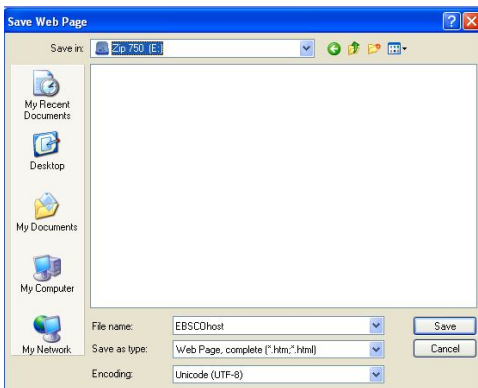 Save Web Page
Save in:
Zip 750 (E:)
My Recent
Documents
Desktop
My Documents
My Computer
My Network
File name:
EBSCOhost
Save
Save as type:
Web Page, complete (*.htm;*.html)
Cancel
Encoding:
Unicode (UTF-8)